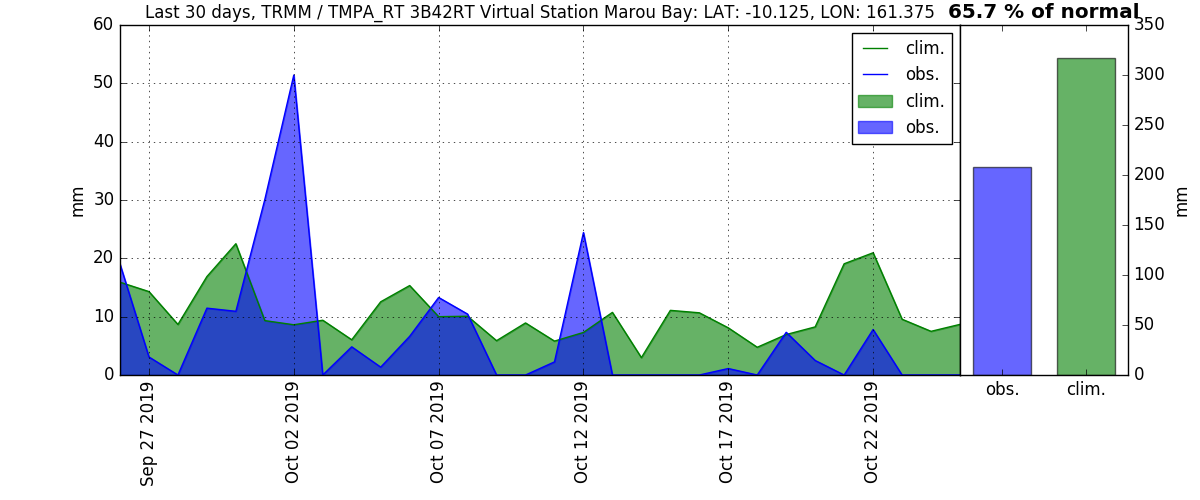 Last 30 days, TRMM / TMPA_RT 3B42RT Virtual Station Marou Bay: LAT: -10.125, LON: 161.375
65.7 % of normal
60
50
40
30
20
10
0
mm
clim.
obs.
clim.
obs.
Sep 27 2019
Oct 02 2019
Oct 07 2019
Oct 12 2019
Oct 17 2019
Oct 22 2019
350
300
250
200
150
100
50
0
mm
obs.
clim.